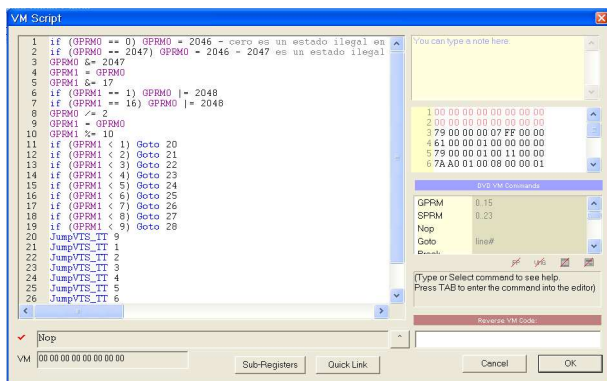 VM Script
1 if (GPRM0 == 0) GPRM0 = 2046 - cero es un estado ilegal en
2 if (GPRM0 == 2047) GPRM0 = 2046 - 2047 es un estado ilegal
3 GPRM0 &= 2047
4 GPRM1 = GPRM0
5 GPRM1 &= 17
6 if (GPRM1 == 1) GPRM0 |= 2048
7 if (GPRM1 == 16) GPRM0 |= 2048
8 GPRM0 /= 2
9 GPRM1 = GPRM0
10 GPRM1 %= 10
11 if (GPRM1 < 1) Goto 20
12 if (GPRM1 < 2) Goto 21
13 if (GPRM1 < 3) Goto 22
14 if (GPRM1 < 4) Goto 23
15 if (GPRM1 < 5) Goto 24
16 if (GPRM1 < 6) Goto 25
17 if (GPRM1 < 7) Goto 26
18 if (GPRM1 < 8) Goto 27
19 if (GPRM1 < 9) Goto 28
20 JumpVTS_TT 9
21 JumpVTS_TT 1
22 JumpVTS_TT 2
23 JumpVTS_TT 3
24 JumpVTS_TT 4
25 JumpVTS_TT 5
26 JumpVTS_TT 6
You can type a note here.
1 00 00 00 00 00 00 00 00
2 00 00 00 00 00 00 00 00
3 79 00 00 00 07 FF 00 00
4 61 00 00 01 00 00 00 00
5 79 00 00 01 00 11 00 00
6 7A A0 01 00 08 00 00 01
DVD VM Commands
GPRM 0..15
SPRM 0..23
Nop
Goto line#
Break
(Type or Select command to see help.
Press TAB to enter the command into the editor)
Reverse VM Code:
Nop
VM 00 00 00 00 00 00 00 00
Sub-Registers
Quick Link
Cancel
OK